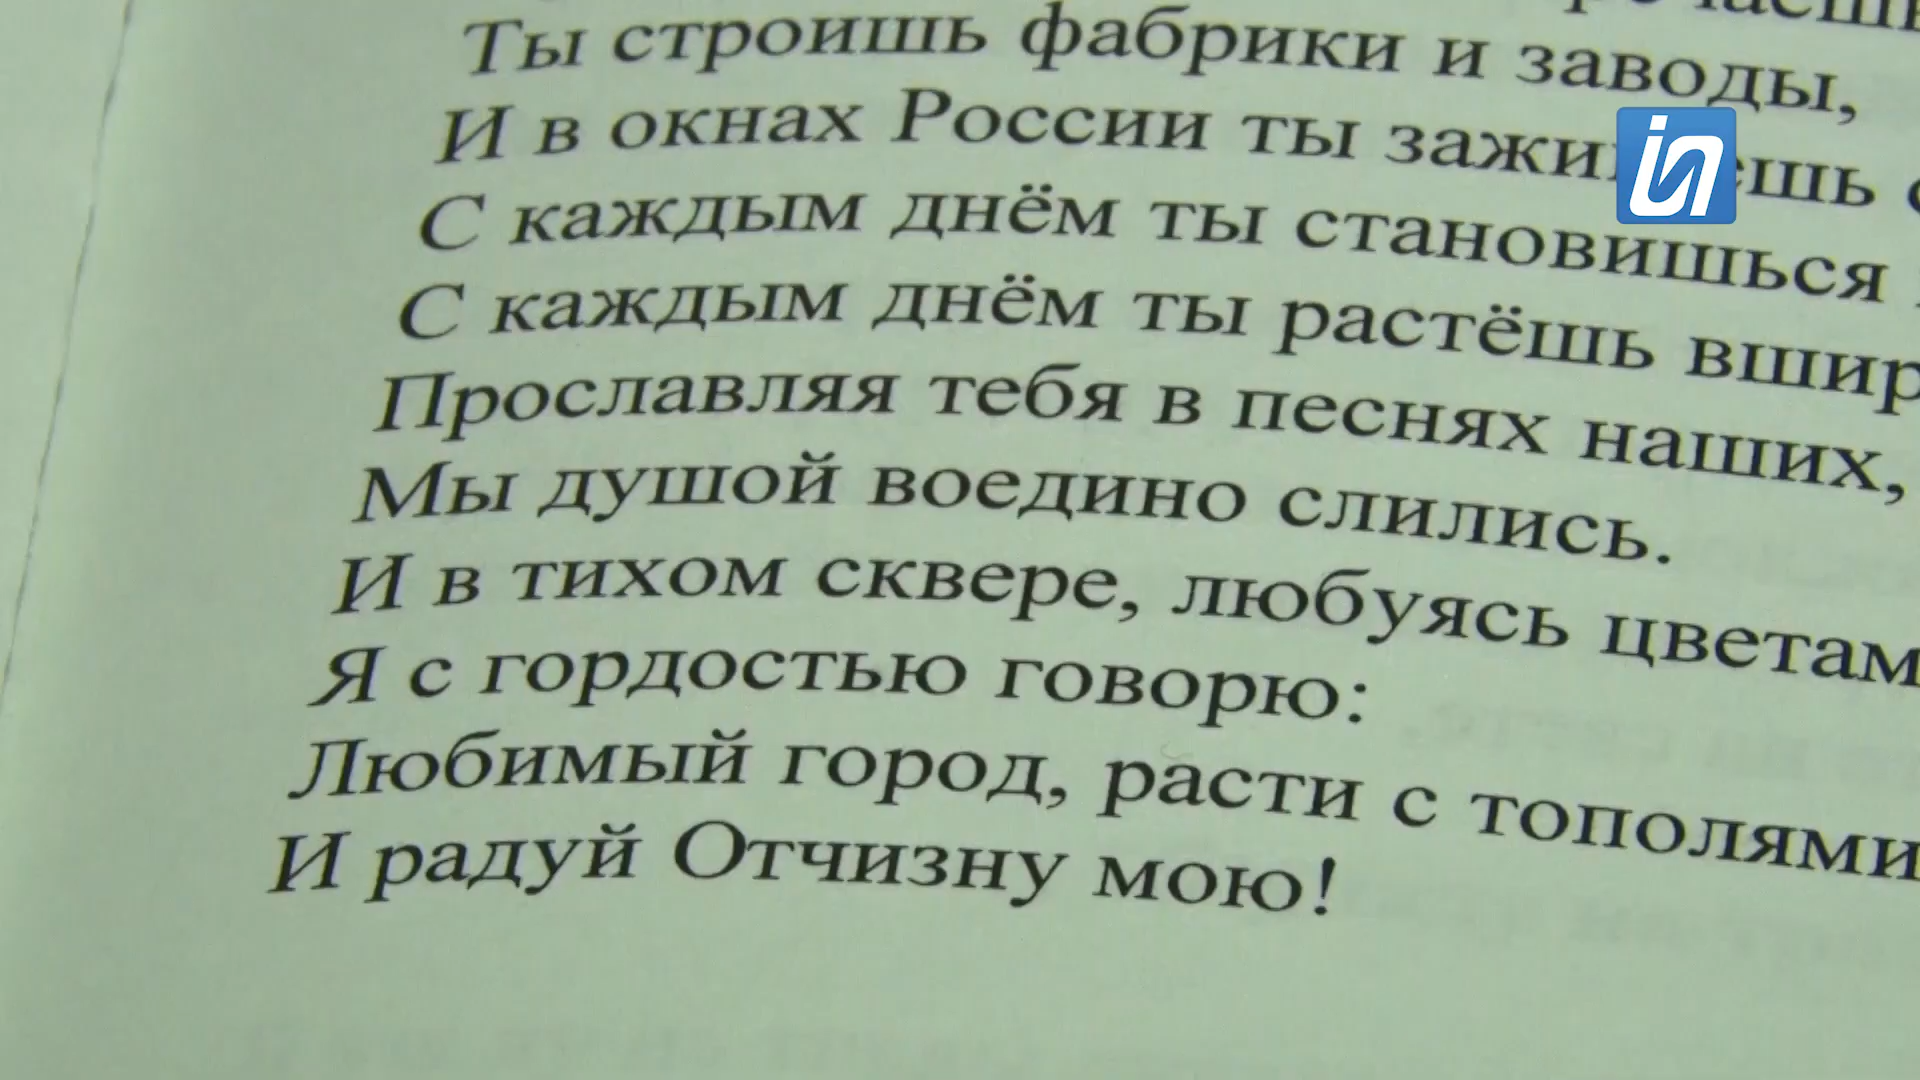 Ты строишь фабрики и заводы,
И в окнах России ты
С каждым днём ты становишься
С каждым днём ты растёшь
Прославляя тебя в песнях наших,
Мы душой воедино слились.
И в тихом сквере, любуясь
Я с гордостью говорю:
Любимый город, расти с тополями
И радуй Отчизну мою!